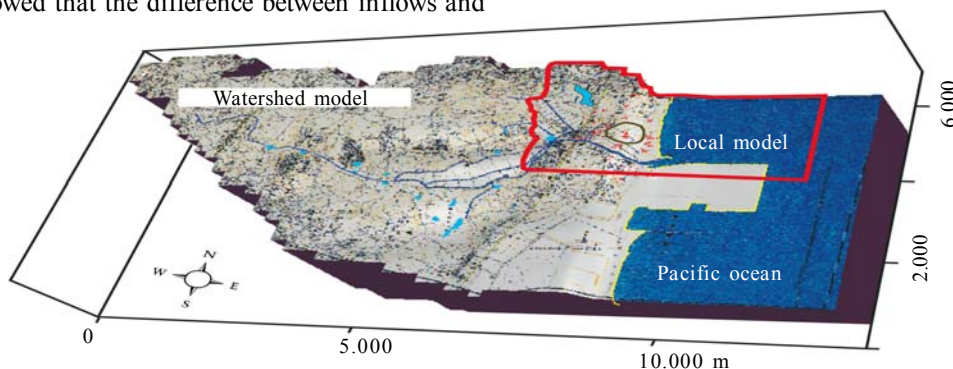 owed that the difference between inflows and
Watershed model
6.000
Local model
2.000
Pacific ocean
N
W
E
S
0
5.000
10.000 m